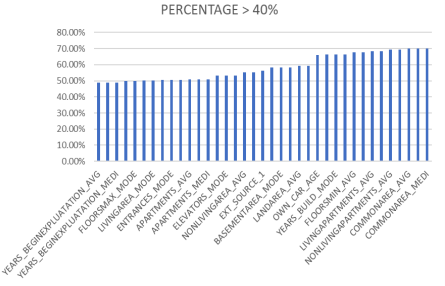 PERCENTAGE > 40%
80.00%
70.00%
60.00%
50.00%
40.00%
30.00%
20.00%
10.00%
0.00%
YEARS_BEGINEXPLUATATION_AVG
YEARS_BEGINEXPLUATATION_MEDI
FLOORSMAX_MODE
LIVINGAREA_MODE
ENTRANCES_MODE
APARTMENTS_AVG
APARTMENTS_MEDI
ELEVATORS_MODE
NONLIVINGAREA_AVG
EXT_SOURCE_1
BASEMENTAREA_MODE
LANDAREA_AVG
OWN_CAR_AGE
YEARS_BUILD_MODE
FLOORSMIN_AVG
LIVINGAPARTMENTS_AVG
NONLIVINGAPARTMENTS_AVG
COMMONAREA_AVG
COMMONAREA_MEDI